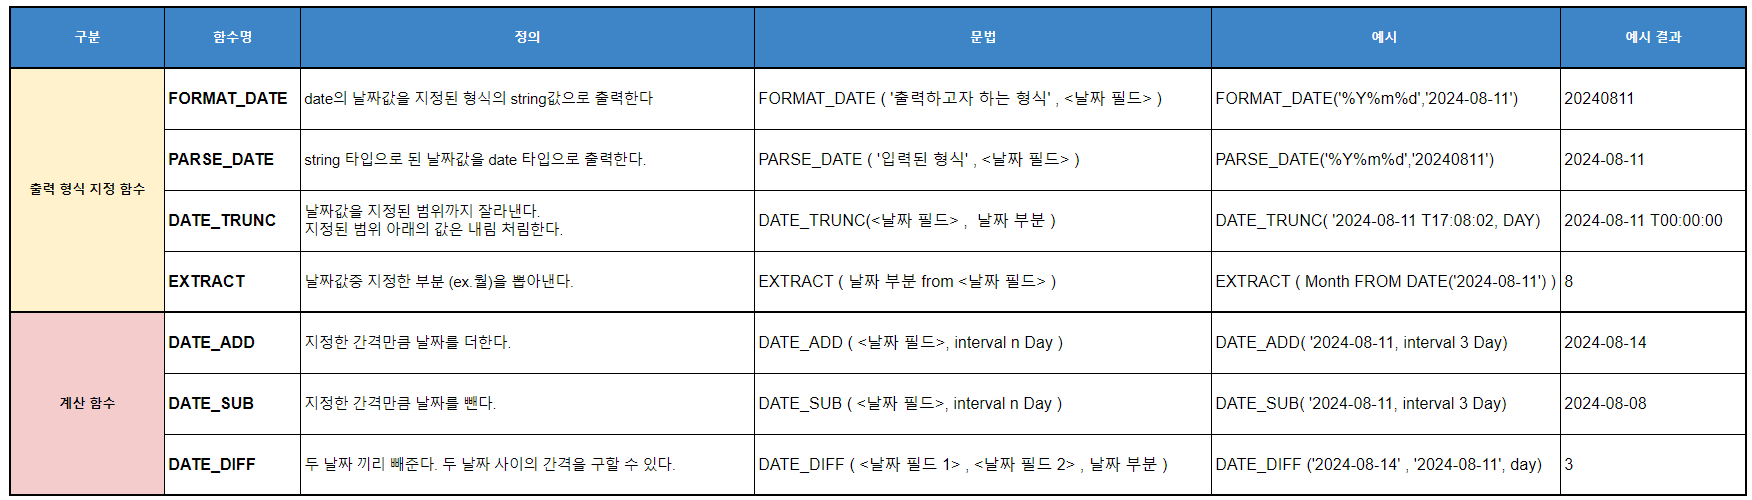 구분 함수명 정의 문법 예시 예시 결과
출력 형식 지정 함수
FORMAT_DATE date의 날짜값을 지정된 형식의 string값으로 출력한다 FORMAT_DATE ( '출력하고자 하는 형식' , <날짜 필드> ) FORMAT_DATE('%Y%m%d','2024-08-11') 20240811
PARSE_DATE string 타입으로 된 날짜값을 date 타입으로 출력한다. PARSE_DATE ( '입력된 형식' , <날짜 필드> ) PARSE_DATE('%Y%m%d','20240811') 2024-08-11
DATE_TRUNC 날짜값을 지정된 범위까지 잘라낸다.
지정된 범위 아래의 값은 내림 처림한다. DATE_TRUNC(<날짜 필드> , 날짜 부분 ) DATE_TRUNC( '2024-08-11 T17:08:02, DAY) 2024-08-11 T00:00:00
EXTRACT 날짜값중 지정한 부분 (ex.월)을 뽑아낸다. EXTRACT ( 날짜 부분 from <날짜 필드> ) EXTRACT ( Month FROM DATE('2024-08-11') ) 8
계산 함수
DATE_ADD 지정한 간격만큼 날짜를 더한다. DATE_ADD ( <날짜 필드>, interval n Day ) DATE_ADD( '2024-08-11, interval 3 Day) 2024-08-14
DATE_SUB 지정한 간격만큼 날짜를 뺀다. DATE_SUB ( <날짜 필드>, interval n Day ) DATE_SUB( '2024-08-11, interval 3 Day) 2024-08-08
DATE_DIFF 두 날짜 끼리 빼준다. 두 날짜 사이의 간격을 구할 수 있다. DATE_DIFF ( <날짜 필드 1> , <날짜 필드 2> , 날짜 부분 ) DATE_DIFF ('2024-08-14' , '2024-08-11', day) 3